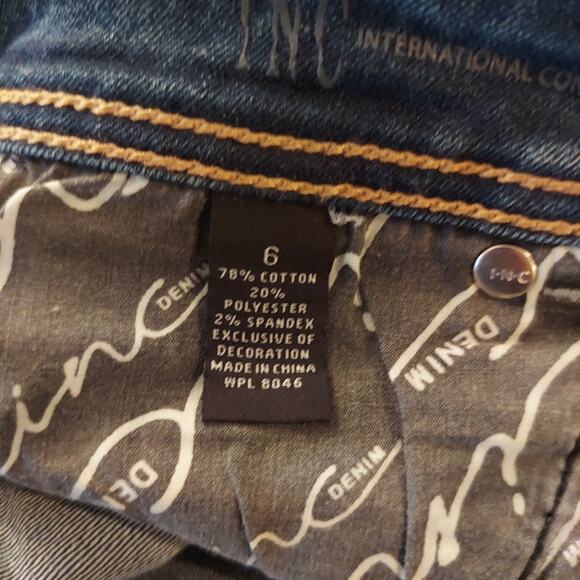 I·N·C INTERNATIONAL CO
6
78% COTTON
20%
POLYESTER
2% SPANDEX
EXCLUSIVE OF
DECORATION
MADE IN CHINA
WPL 8046
I·N·C
inc DENIM
DENIM
DENIM
DENIM